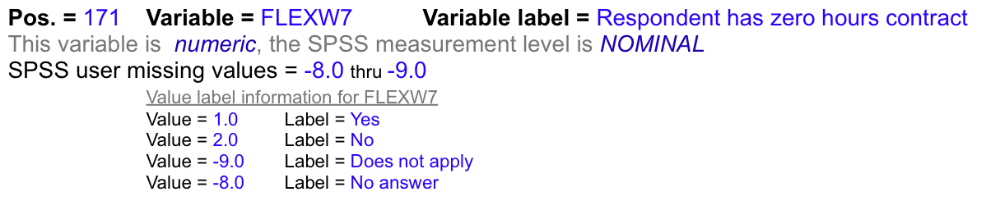 Pos. = 171 Variable = FLEXW7 Variable label = Respondent has zero hours contract
This variable is numeric, the SPSS measurement level is NOMINAL
SPSS user missing values = -8.0 thru -9.0
Value label information for FLEXW7
Value = 1.0 Label = Yes
Value = 2.0 Label = No
Value = -9.0 Label = Does not apply
Value = -8.0 Label = No answer